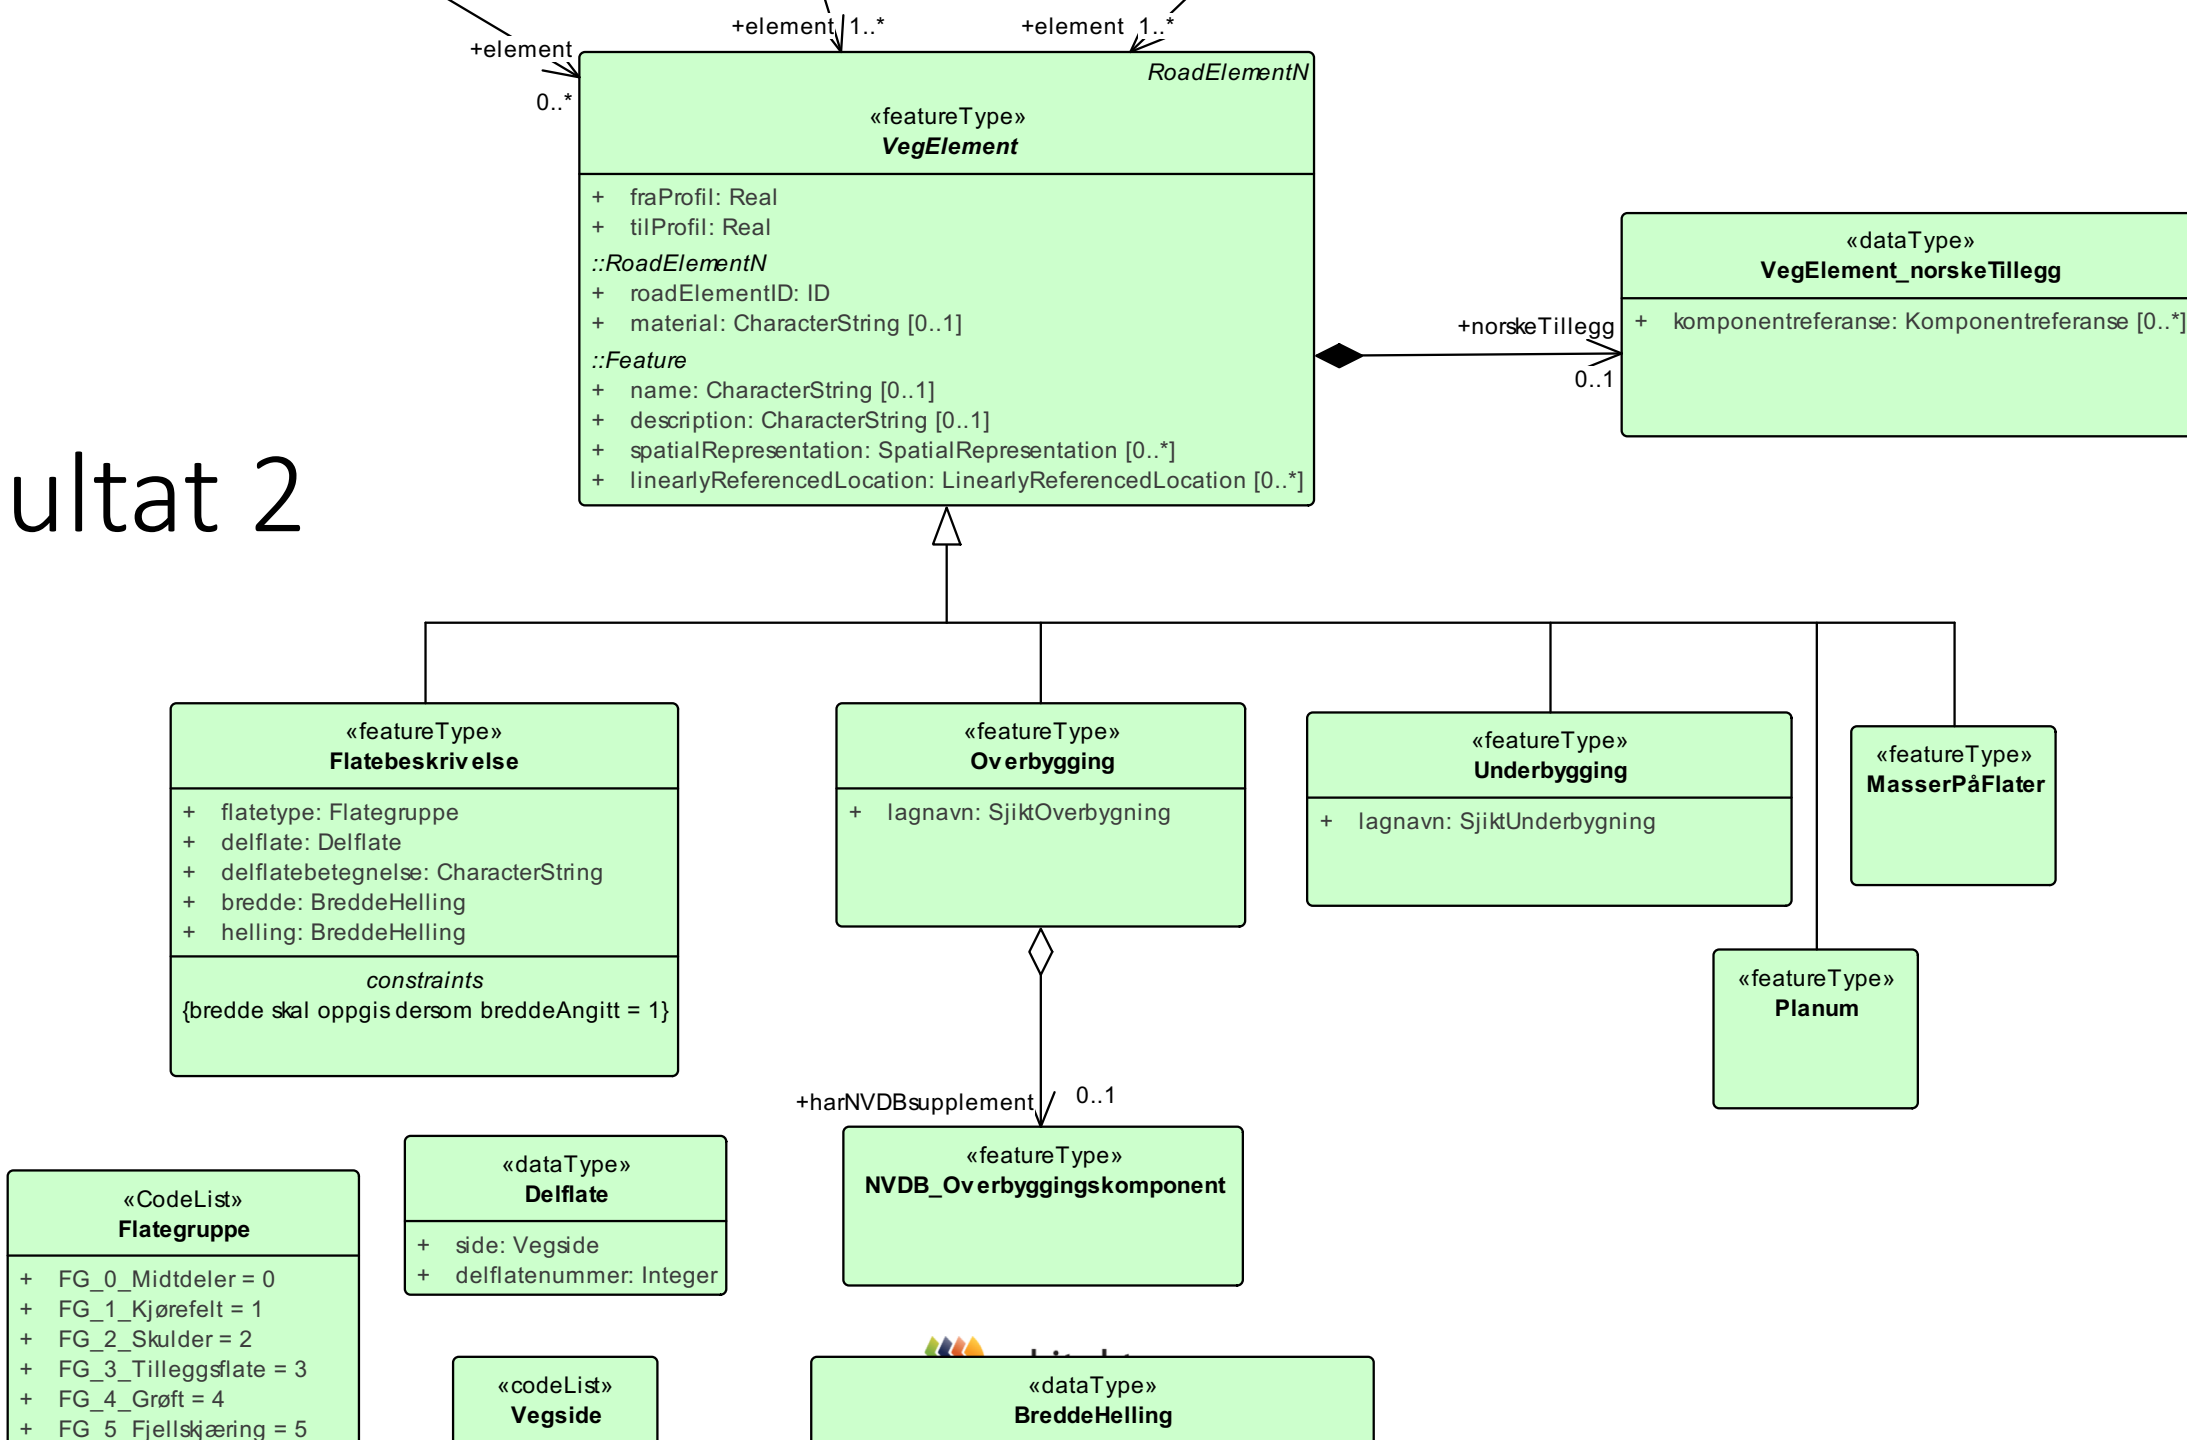 +element
0..*
+element 1..*
+element 1..*
RoadElementN
«featureType»
VegElement
+ fraProfil: Real
+ tilProfil: Real
::RoadElementN
+ roadElementID: ID
+ material: CharacterString [0..1]
::Feature
+ name: CharacterString [0..1]
+ description: CharacterString [0..1]
+ spatialRepresentation: SpatialRepresentation [0..*]
+ linearlyReferencedLocation: LinearlyReferencedLocation [0..*]
+norskeTillegg
0..1
«dataType»
VegElement_norskeTillegg
+ komponentreferanse: Komponentreferanse [0..*]
ultat 2
«featureType»
Flatebeskrivelse
+ flatetype: Flategruppe
+ delflate: Delflate
+ delflatebetegnelse: CharacterString
+ bredde: BreddeHelling
+ helling: BreddeHelling
constraints
{bredde skal oppgis dersom breddeAngitt = 1}
«featureType»
Overbygging
+ lagnavn: SjiktOverbygning
«featureType»
Underbygging
+ lagnavn: SjiktUnderbygning
«featureType»
MasserPåFlater
«featureType»
Planum
+harNVDBsupplement
0..1
«featureType»
NVDB_Overbyggingskomponent
«dataType»
Delflate
+ side: Vegside
+ delflatenummer: Integer
«CodeList»
Flategruppe
+ FG_0_Midtdeler = 0
+ FG_1_Kjørefelt = 1
+ FG_2_Skulder = 2
+ FG_3_Tilleggsflate = 3
+ FG_4_Grøft = 4
+ FG_5_Fjellskjæring = 5
«codeList»
Vegside
«dataType»
BreddeHelling